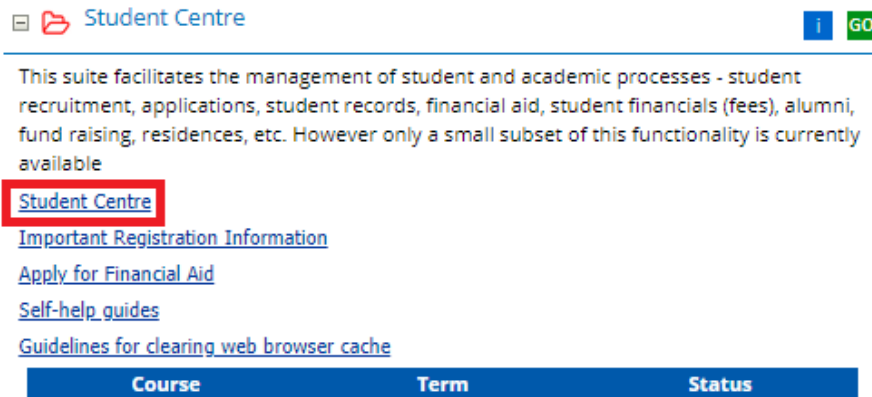 Student Centre
i GO
This suite facilitates the management of student and academic processes - student
recruitment, applications, student records, financial aid, student financials (fees), alumni,
fund raising, residences, etc. However only a small subset of this functionality is currently
available
Student Centre
Important Registration Information
Apply for Financial Aid
Self-help guides
Guidelines for clearing web browser cache
Course Term Status